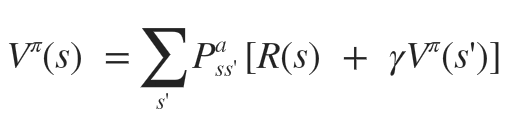 V^π(s) = ∑_{s'} P^a_{ss'} [R(s) + γV^π(s')]